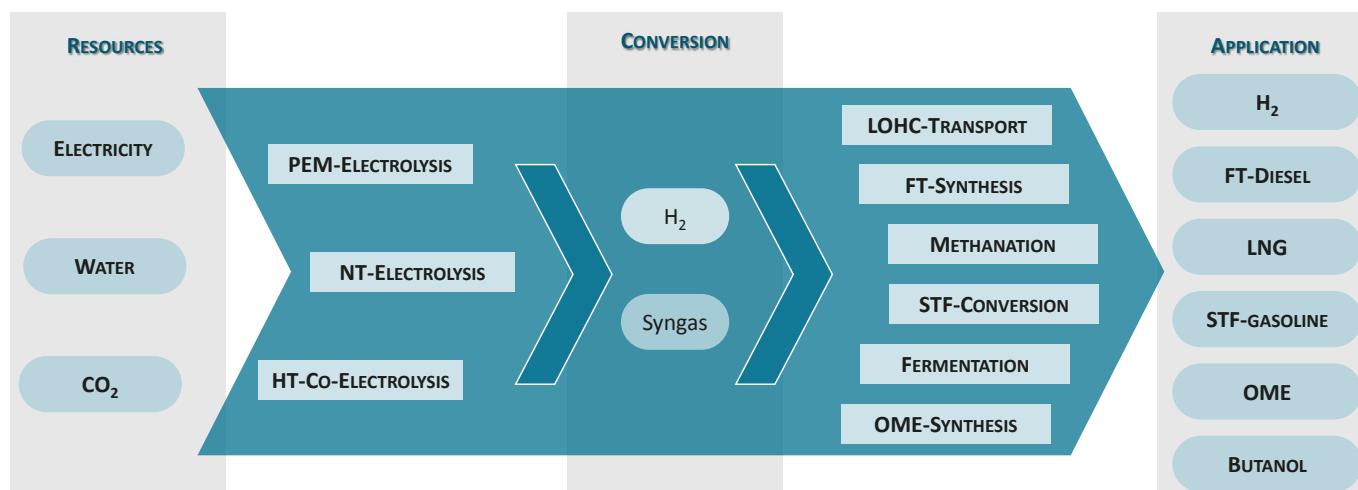 RESOURCES
CONVERSION
APPLICATION
ELECTRICITY
WATER
CO₂
PEM-ELECTROLYSIS
NT-ELECTROLYSIS
HT-CO-ELECTROLYSIS
H₂
Syngas
LOHC-TRANSPORT
FT-SYNTHESIS
METHANATION
STF-CONVERSION
FERMENTATION
OME-SYNTHESIS
H₂
FT-DIESEL
LNG
STF-GASOLINE
OME
BUTANOL